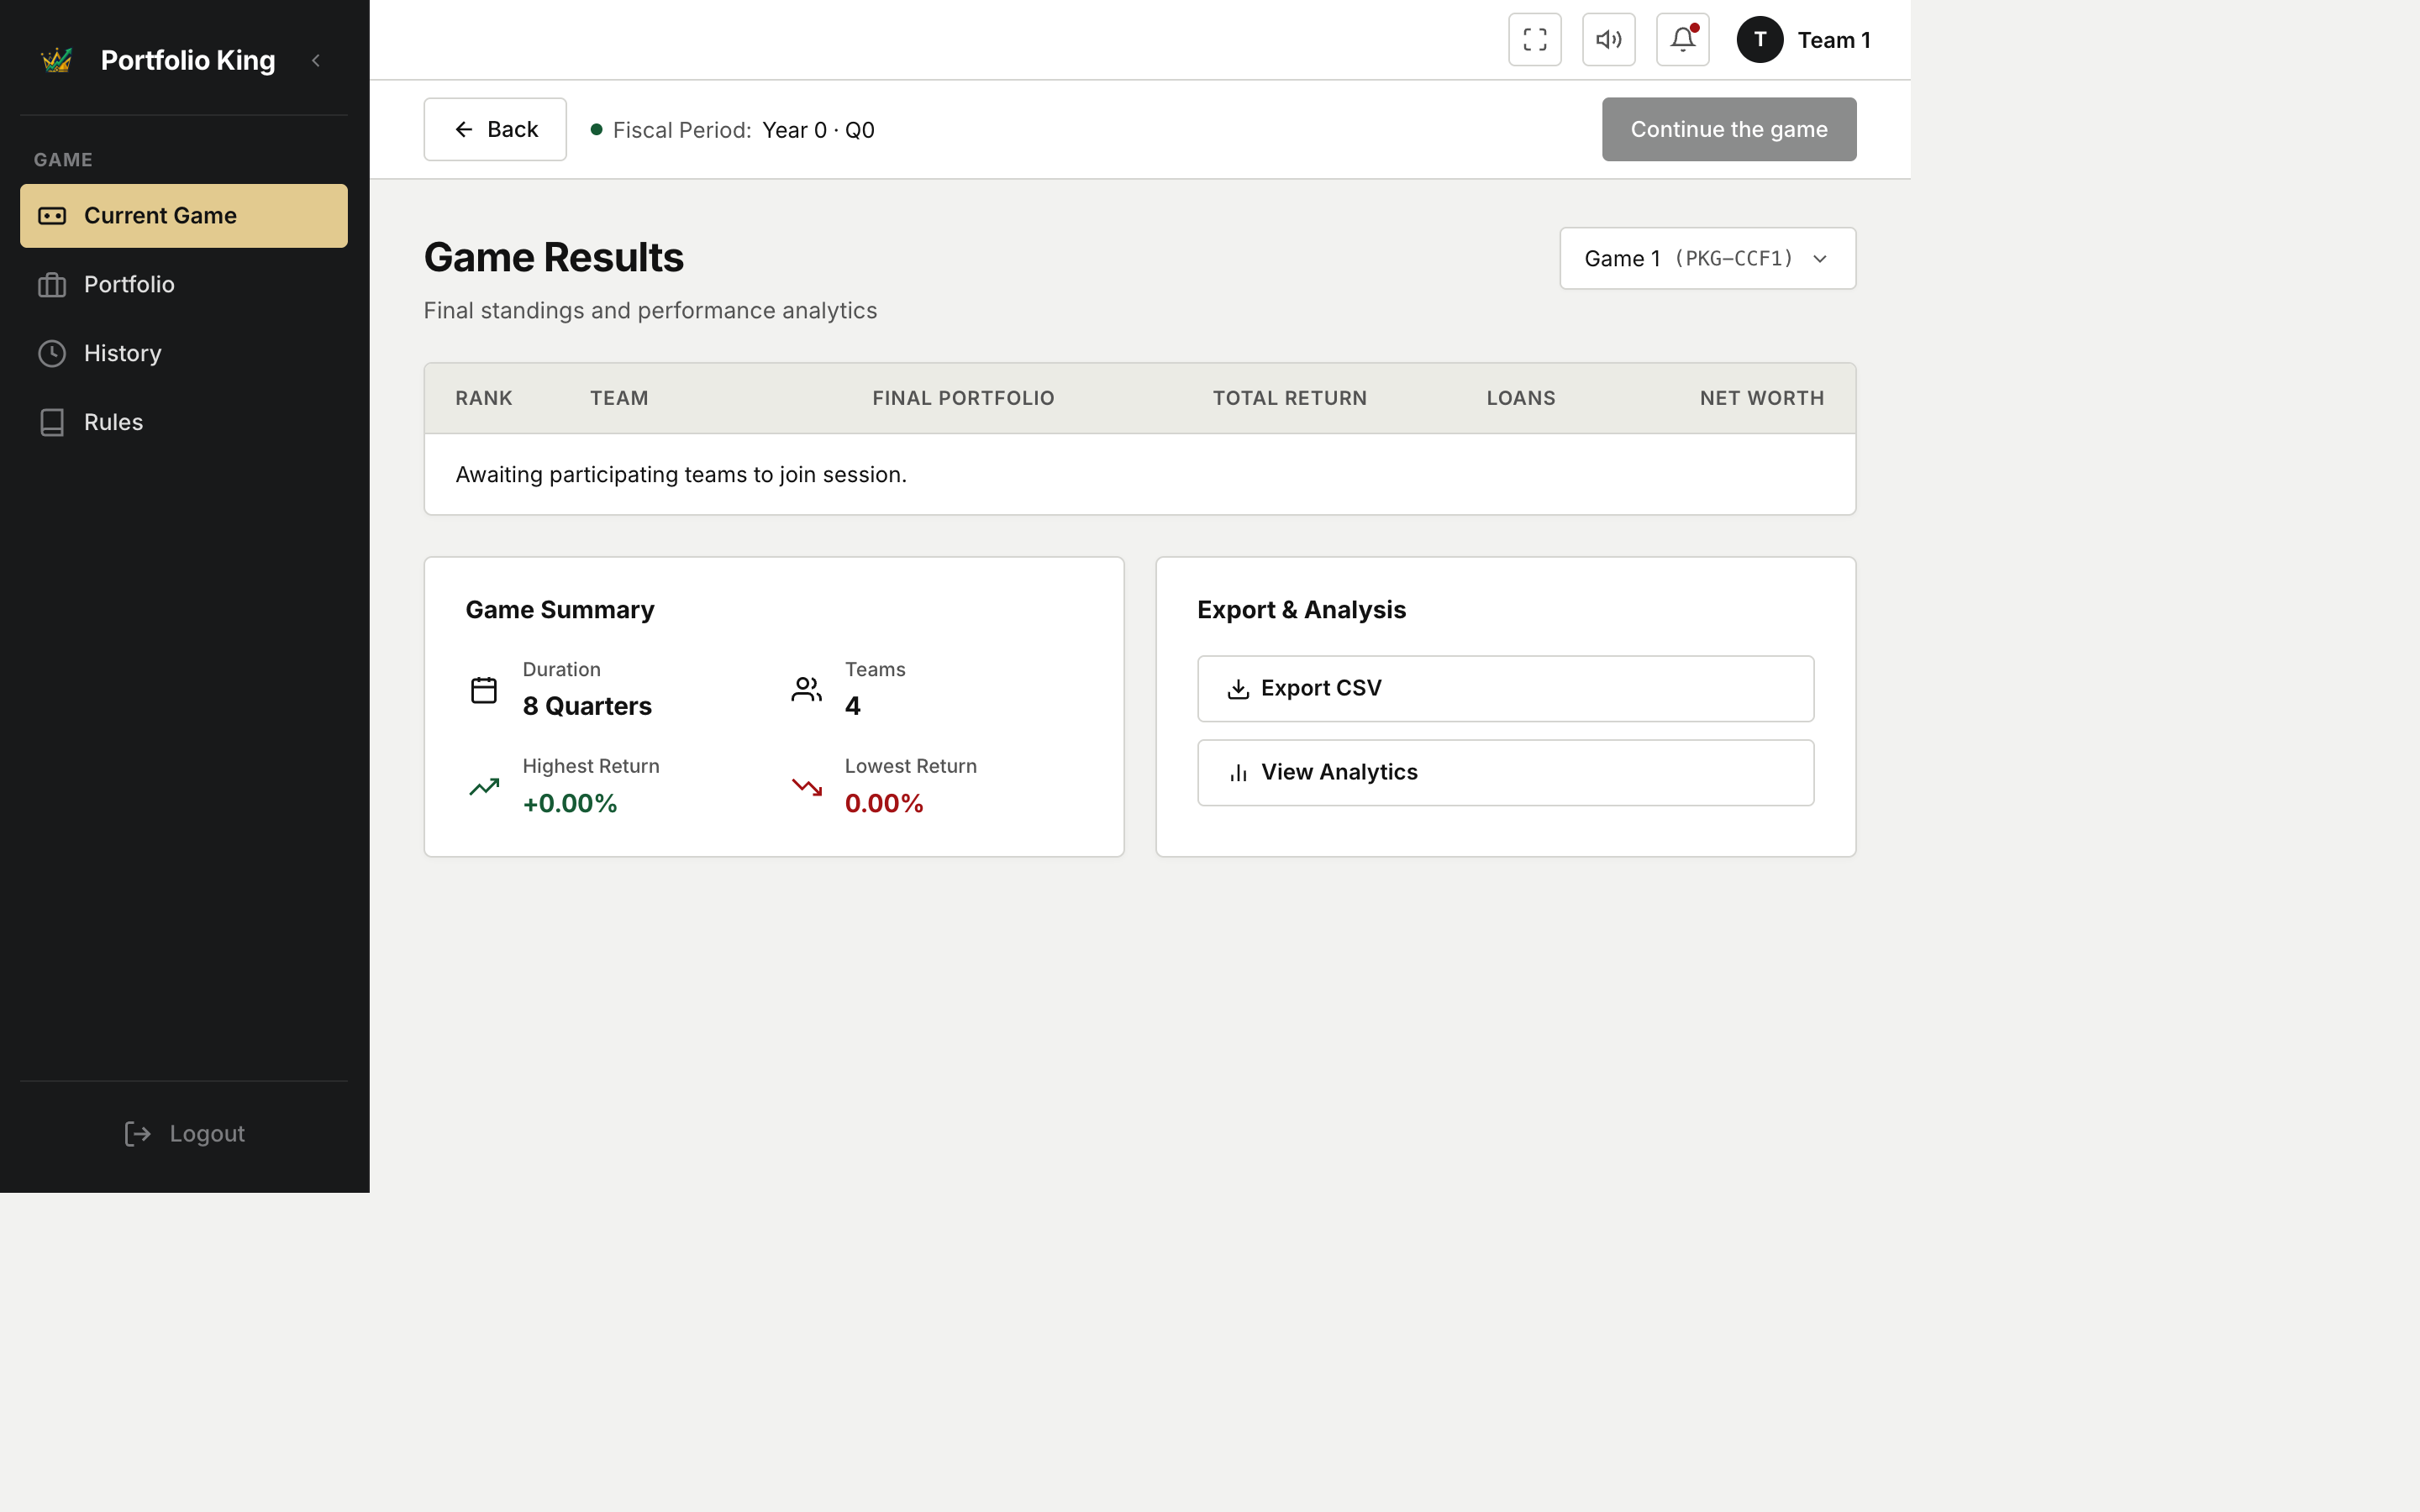 Portfolio King
T
Team 1
Back
Fiscal Period: Year 0 · Q0
Continue the game
GAME
Current Game
Portfolio
History
Rules
Logout
Game Results
Game 1 (PKG–CCF1)
Final standings and performance analytics
RANK TEAM FINAL PORTFOLIO TOTAL RETURN LOANS NET WORTH
Awaiting participating teams to join session.
Game Summary
Duration
8 Quarters
Teams
4
Highest Return
+0.00%
Lowest Return
0.00%
Export & Analysis
Export CSV
View Analytics